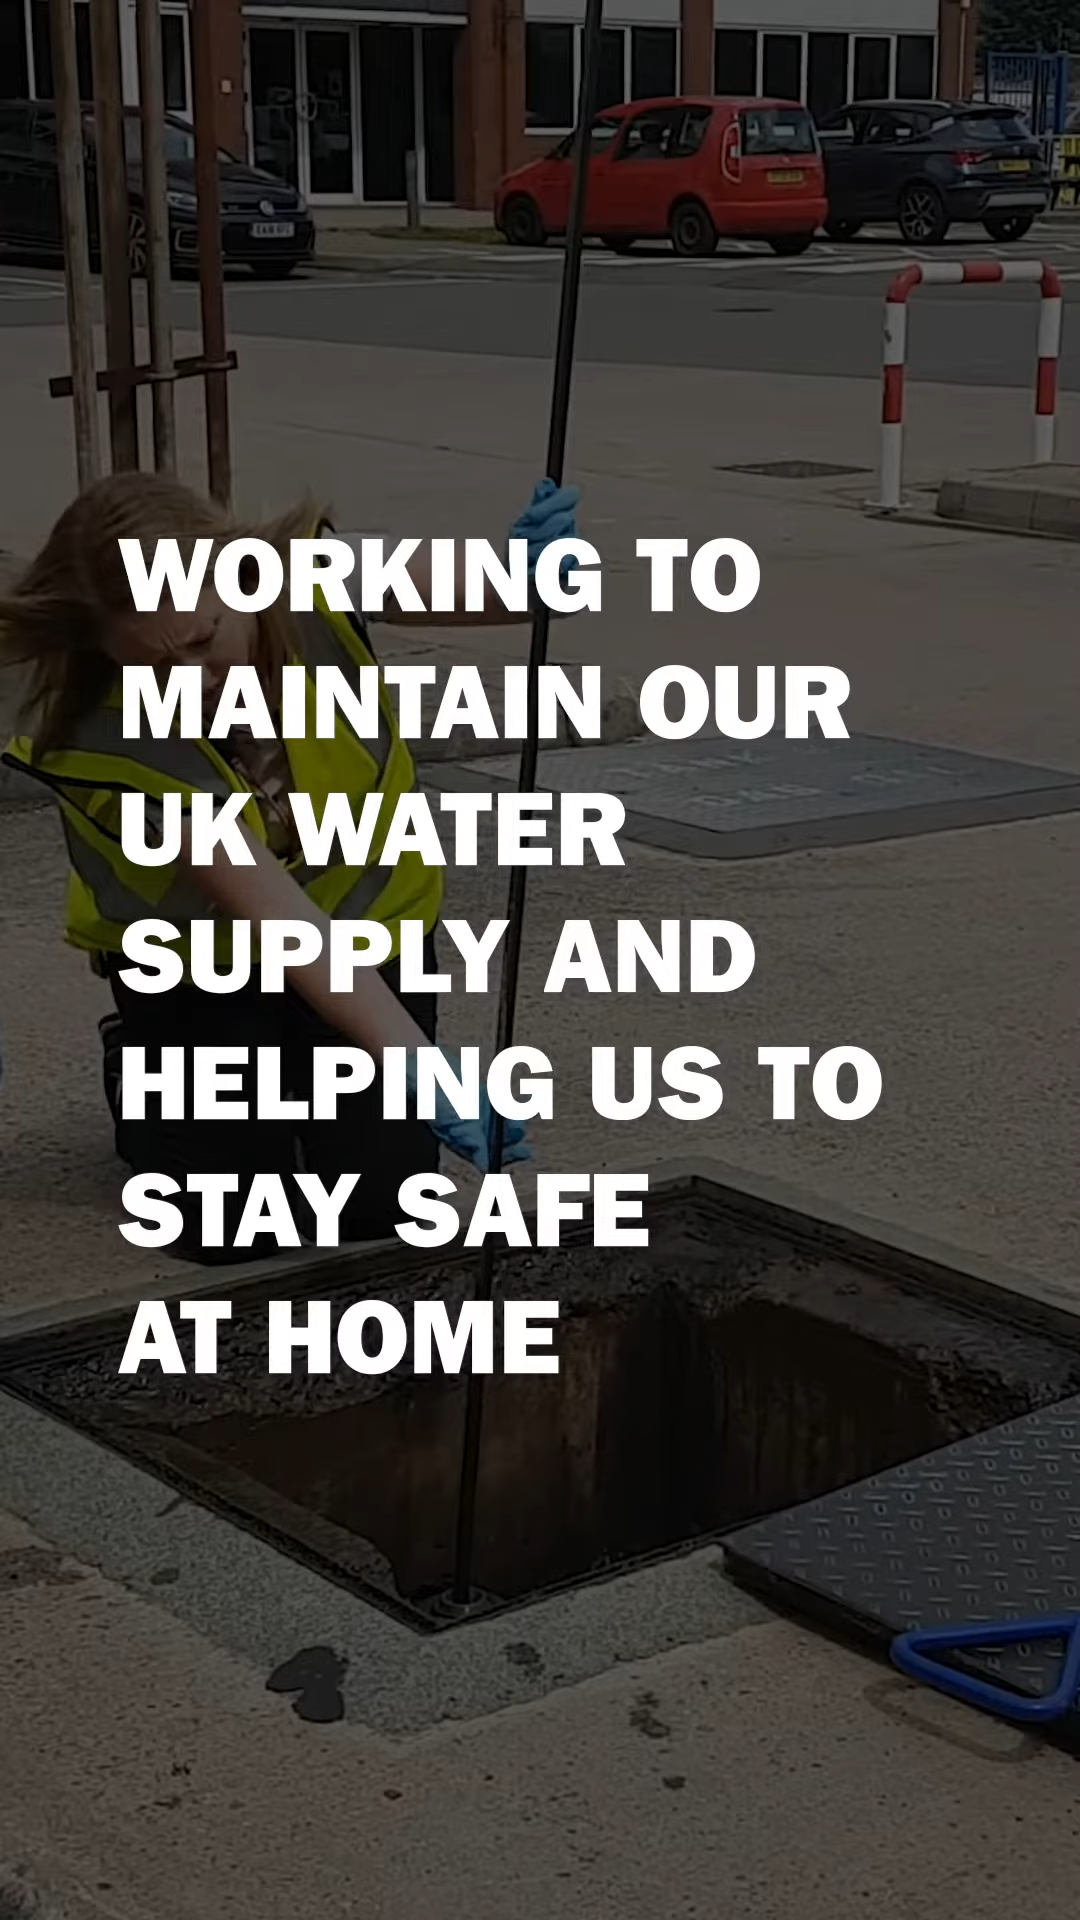 WORKING TO
MAINTAIN OUR
UK WATER
SUPPLY AND
HELPING US TO
STAY SAFE
AT HOME